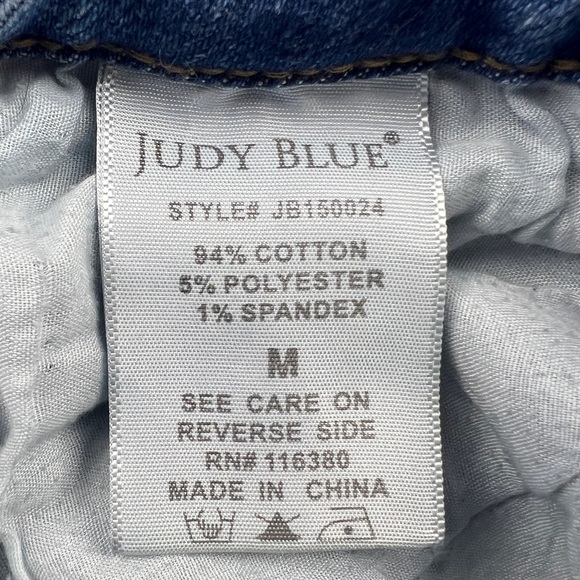 JUDY BLUE®
STYLE# JB150024
94% COTTON
5% POLYESTER
1% SPANDEX
M
SEE CARE ON
REVERSE SIDE
RN# 116380
MADE IN CHINA